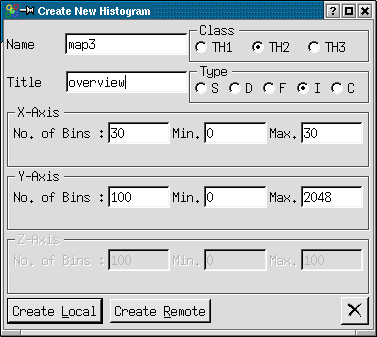 Create New Histogram
Class
Name map3 TH1 TH2 TH3
Type
Title overview S D F I C
X-Axis
No. of Bins : 30 Min. 0 Max. 30
Y-Axis
No. of Bins : 100 Min. 0 Max. 2048
Z-Axis
No. of Bins : 100 Min. 0 Max. 100
Create Local Create Remote